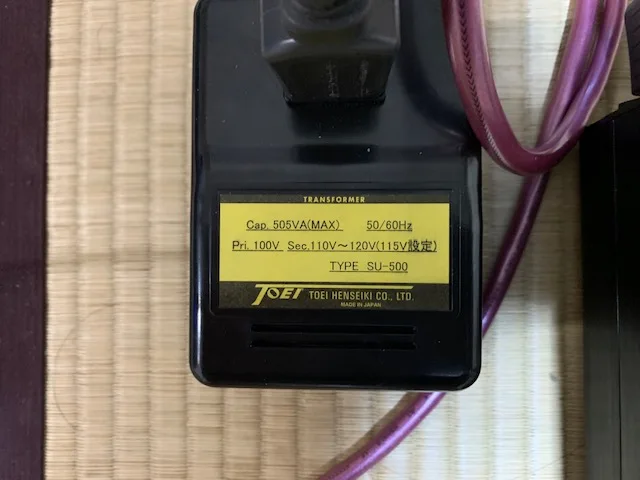 TRANSFORMER
Cap. 505VA(MAX) 50/60Hz
Pri. 100V Sec.110V～120V(115V設定)
TYPE SU-500
TOEI TOEI HENSEIKI CO., LTD.
MADE IN JAPAN